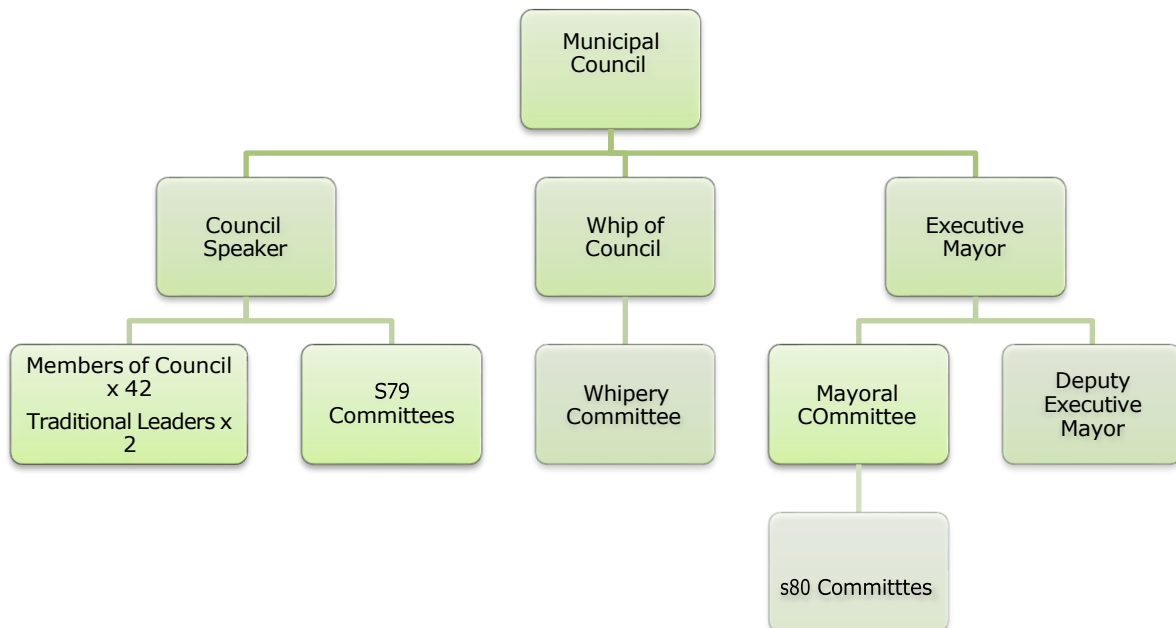 Municipal
Council
Council
Speaker
Whip of
Council
Executive
Mayor
Members of Council
x 42
Traditional Leaders x
2
S79
Committees
Whipery
Committee
Mayoral
COmmittee
Deputy
Executive
Mayor
s80 Committtes